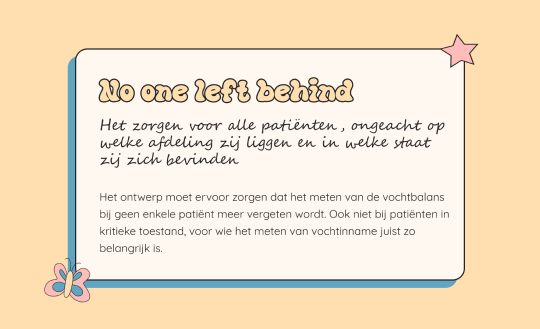 No one left behind
Het zorgen voor alle patiënten , ongeacht op
welke afdeling zij liggen en in welke staat
zij zich bevinden
Het ontwerp moet ervoor zorgen dat het meten van de vochtbalans
bij geen enkele patiënt meer vergeten wordt. Ook niet bij patiënten in
kritieke toestand, voor wie het meten van vochtinname juist zo
belangrijk is.